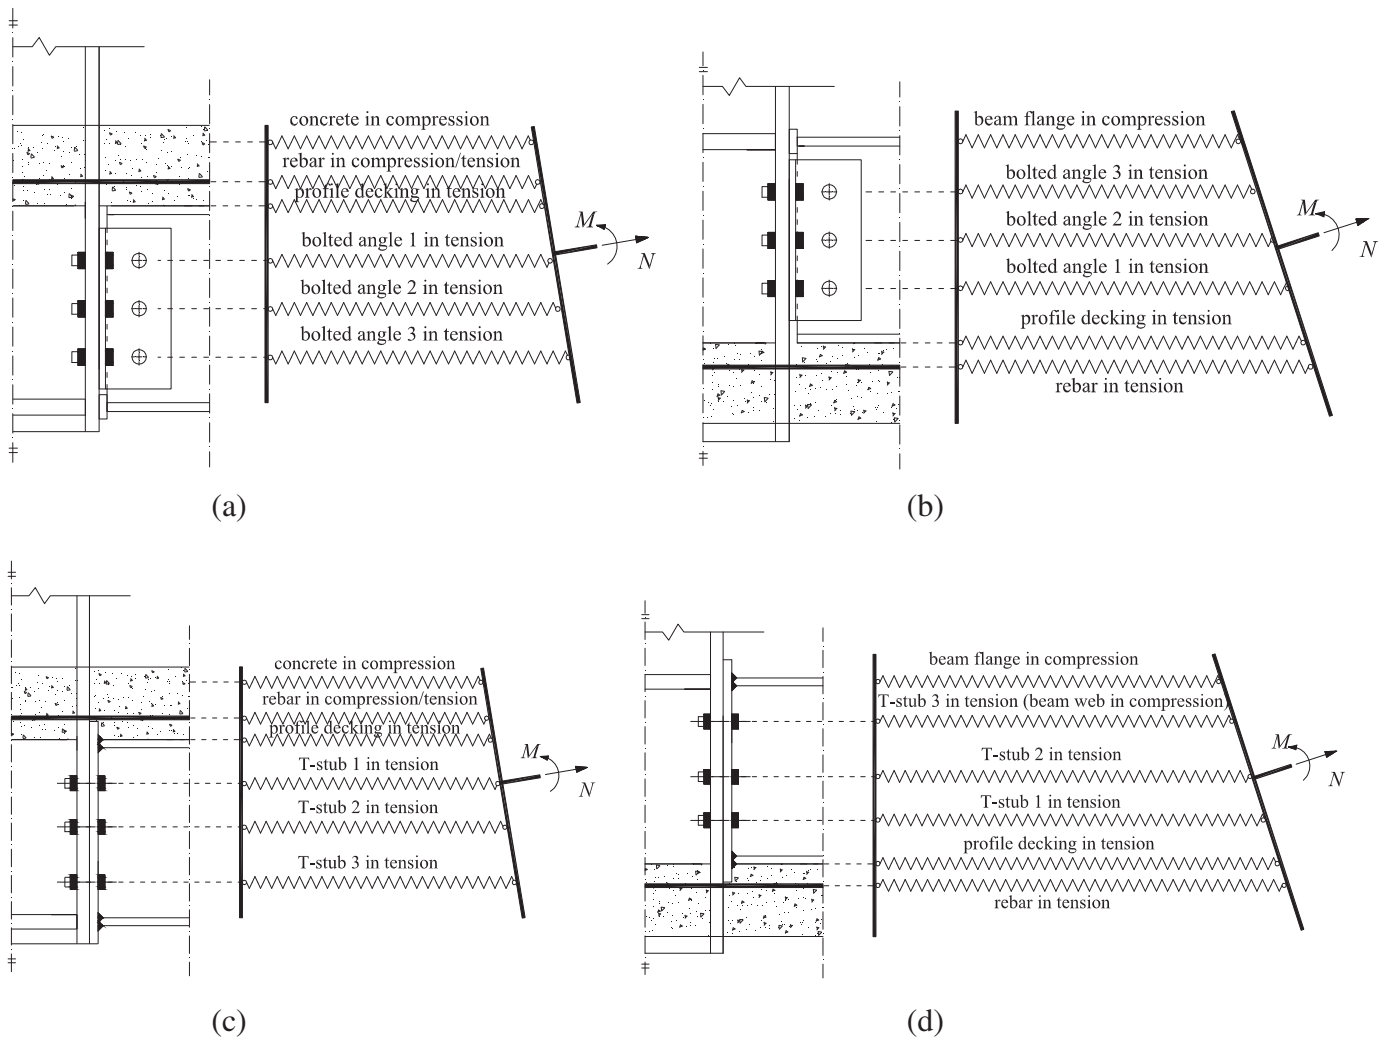 concrete in compression
rebar in compression/tension
profile decking in tension
bolted angle 1 in tension
bolted angle 2 in tension
bolted angle 3 in tension
M
N
(a)
beam flange in compression
bolted angle 3 in tension
bolted angle 2 in tension
bolted angle 1 in tension
profile decking in tension
rebar in tension
M
N
(b)
concrete in compression
rebar in compression/tension
profile decking in tension
T-stub 1 in tension
T-stub 2 in tension
T-stub 3 in tension
M
N
(c)
beam flange in compression
T-stub 3 in tension (beam web in compression)
T-stub 2 in tension
T-stub 1 in tension
profile decking in tension
rebar in tension
M
N
(d)